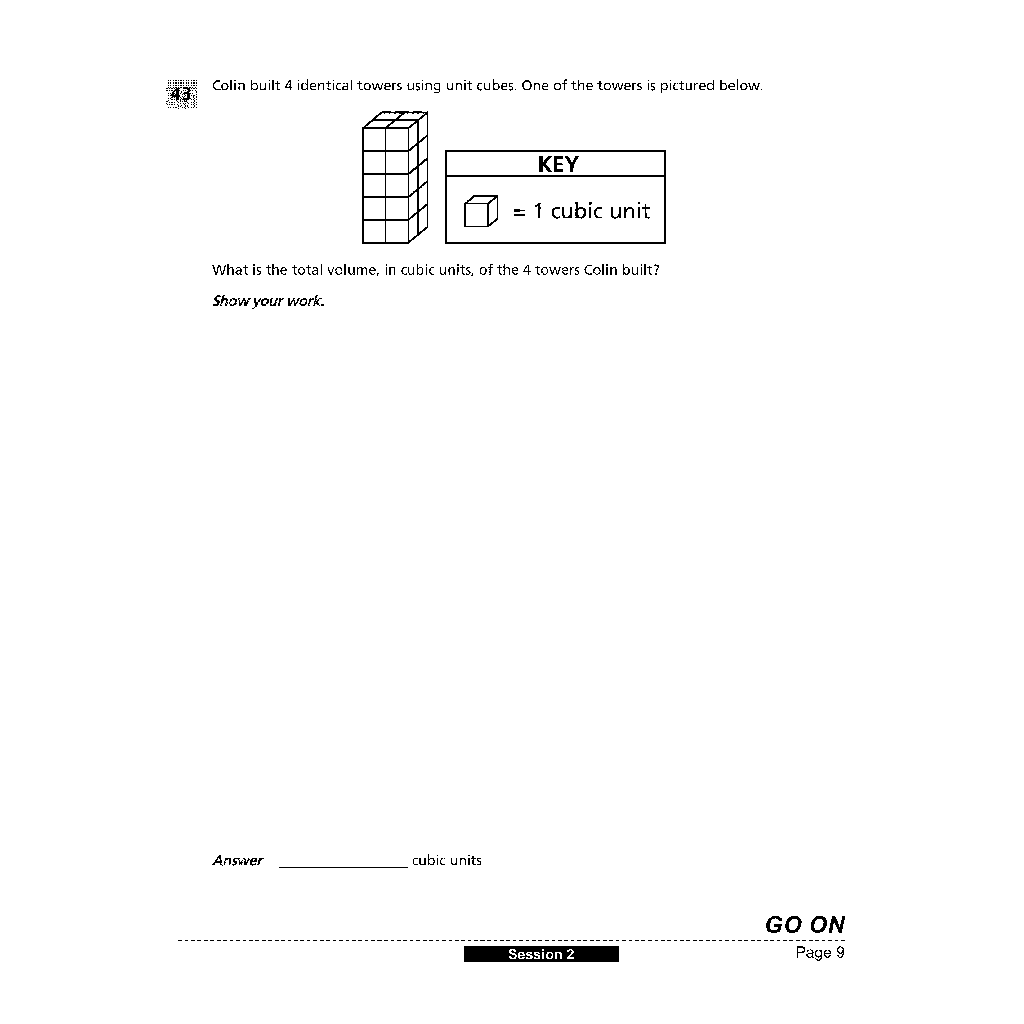 43
Colin built 4 identical towers using unit cubes. One of the towers is pictured below.
KEY
= 1 cubic unit
What is the total volume, in cubic units, of the 4 towers Colin built?
Show your work.
Answer ________________ cubic units
GO ON
Session 2
Page 9